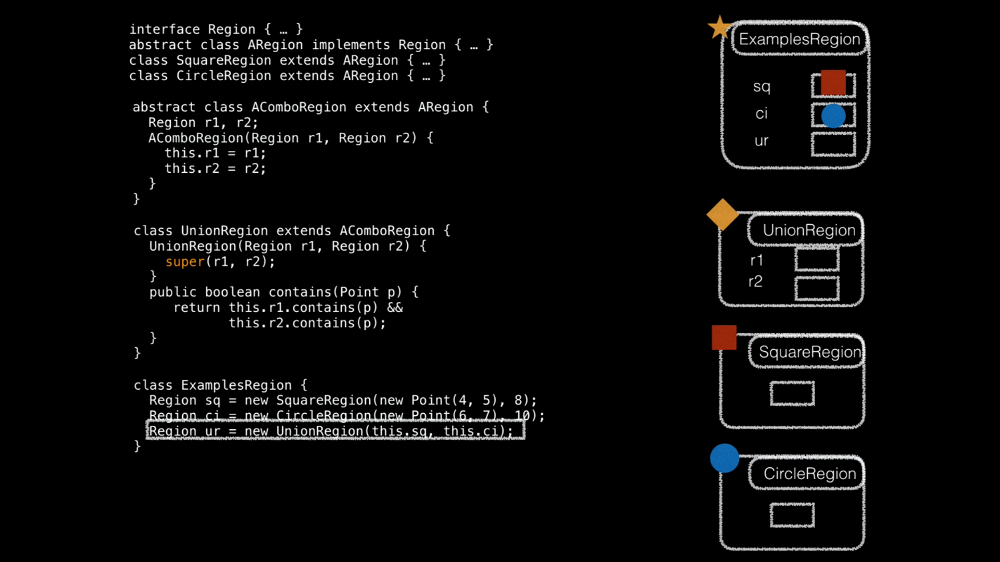 interface Region { … }
abstract class ARegion implements Region { … }
class SquareRegion extends ARegion { … }
class CircleRegion extends ARegion { … }
abstract class AComboRegion extends ARegion {
Region r1, r2;
AComboRegion(Region r1, Region r2) {
this.r1 = r1;
this.r2 = r2;
}
}
class UnionRegion extends AComboRegion {
UnionRegion(Region r1, Region r2) {
super(r1, r2);
}
public boolean contains(Point p) {
return this.r1.contains(p) &&
this.r2.contains(p);
}
}
class ExamplesRegion {
Region sq = new SquareRegion(new Point(4, 5), 8);
Region ci = new CircleRegion(new Point(6, 7), 10);
Region ur = new UnionRegion(this.sq, this.ci);
}
ExamplesRegion
sq
ci
ur
UnionRegion
r1
r2
SquareRegion
CircleRegion